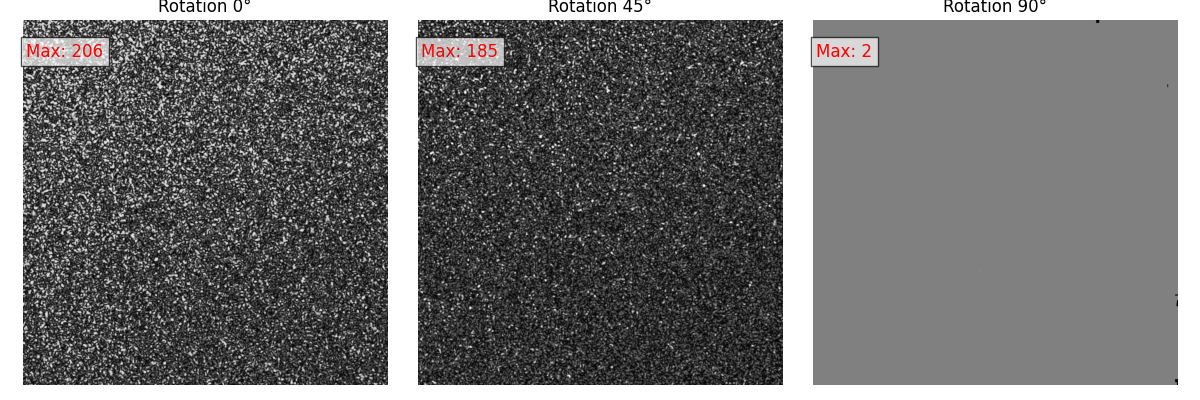 Rotation 0°
Rotation 45°
Rotation 90°
Max: 206
Max: 185
Max: 2